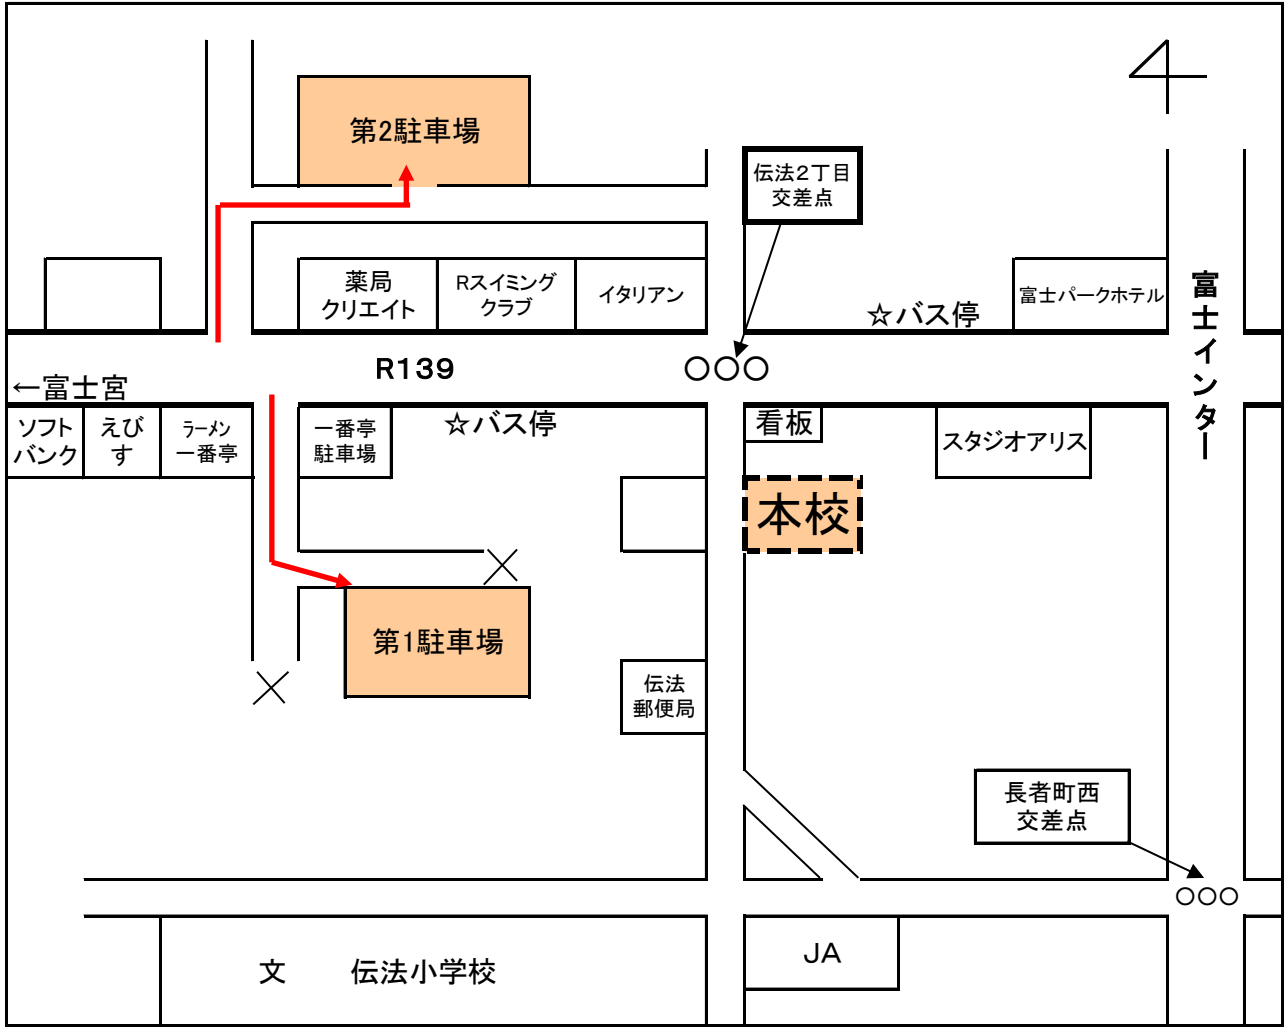 第2駐車場
伝法２丁目
交差点
薬局
クリエイト
Rスイミング
クラブ
イタリアン
☆バス停
富士パークホテル
富士インター
R139
○○○
←富士宮
ソフト
バンク
えび
す
ラーメン
一番亭
一番亭
駐車場
☆バス停
看板
スタジオアリス
本校
第1駐車場
伝法
郵便局
長者町西
交差点
○○○
文　伝法小学校
JA